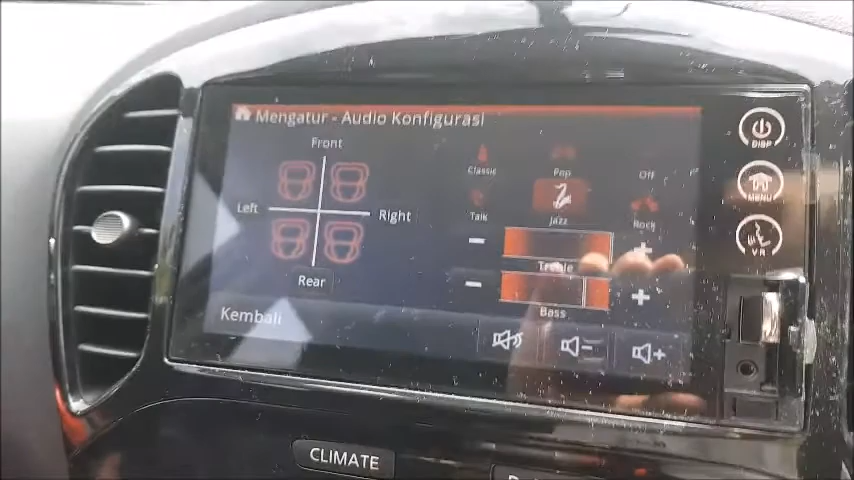 Mengatur - Audio Konfigurasi
Front
Left
Right
Rear
Classic
Pop
Off
Talk
Jazz
Rock
Treble
Bass
Kembali
DISP
MENU
VR
CLIMATE